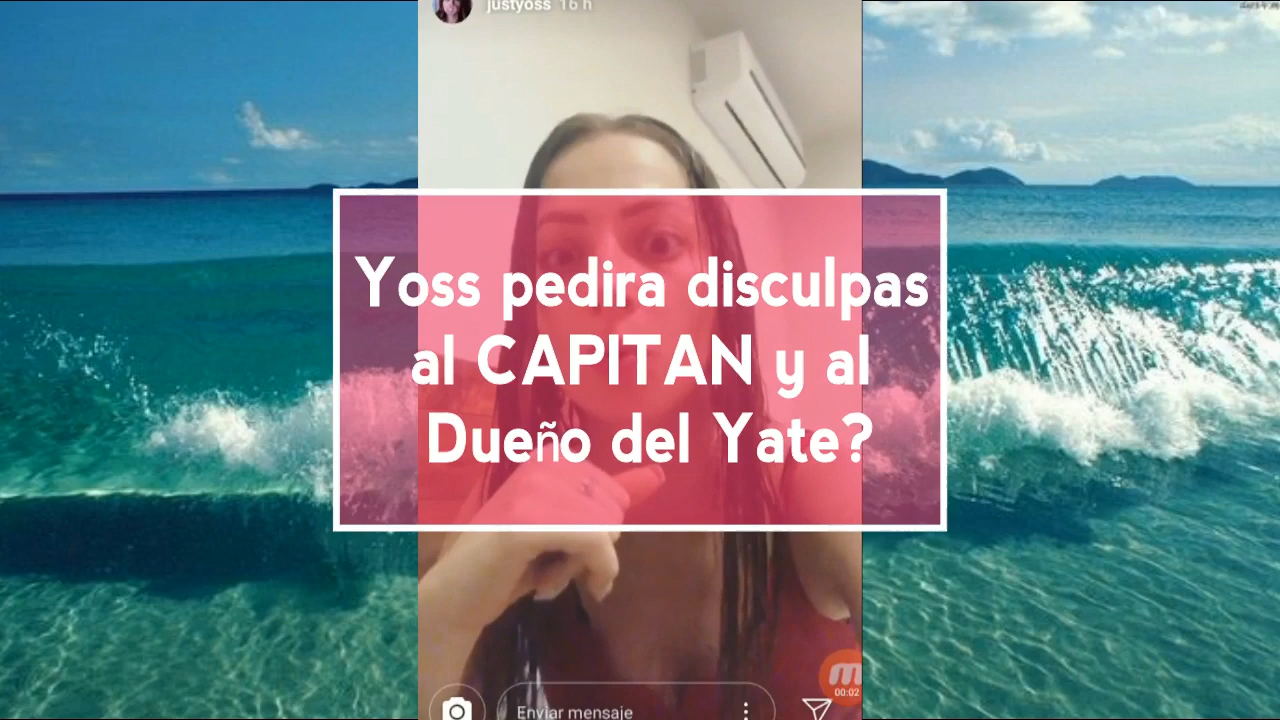 justyoss 16 h
Yoss pedira disculpas
al CAPITAN y al
Dueño del Yate?
00:02
Enviar mensaje